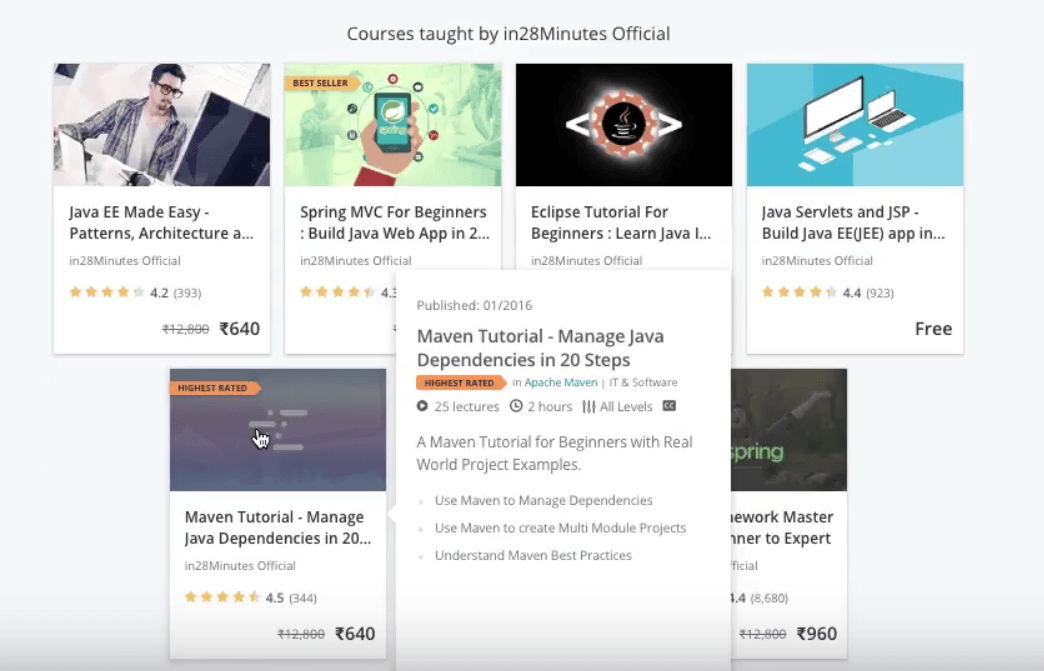 Courses taught by in28Minutes Official
BEST SELLER
spring
Java EE Made Easy -
Patterns, Architecture a...
in28Minutes Official
4.2 (393)
₹12,800 ₹640
Spring MVC For Beginners
: Build Java Web App in 2...
in28Minutes Official
4.3
Eclipse Tutorial For
Beginners : Learn Java I...
in28Minutes Official
Java Servlets and JSP -
Build Java EE(JEE) app in...
in28Minutes Official
4.4 (923)
Free
HIGHEST RATED
Maven Tutorial - Manage
Java Dependencies in 20...
in28Minutes Official
4.5 (344)
₹12,800 ₹640
Published: 01/2016
Maven Tutorial - Manage Java
Dependencies in 20 Steps
HIGHEST RATED in Apache Maven | IT & Software
25 lectures 2 hours All Levels CC
A Maven Tutorial for Beginners with Real
World Project Examples.
Use Maven to Manage Dependencies
Use Maven to create Multi Module Projects
Understand Maven Best Practices
spring
ework Master
ner to Expert
ficial
4.4 (8,680)
₹12,800 ₹960